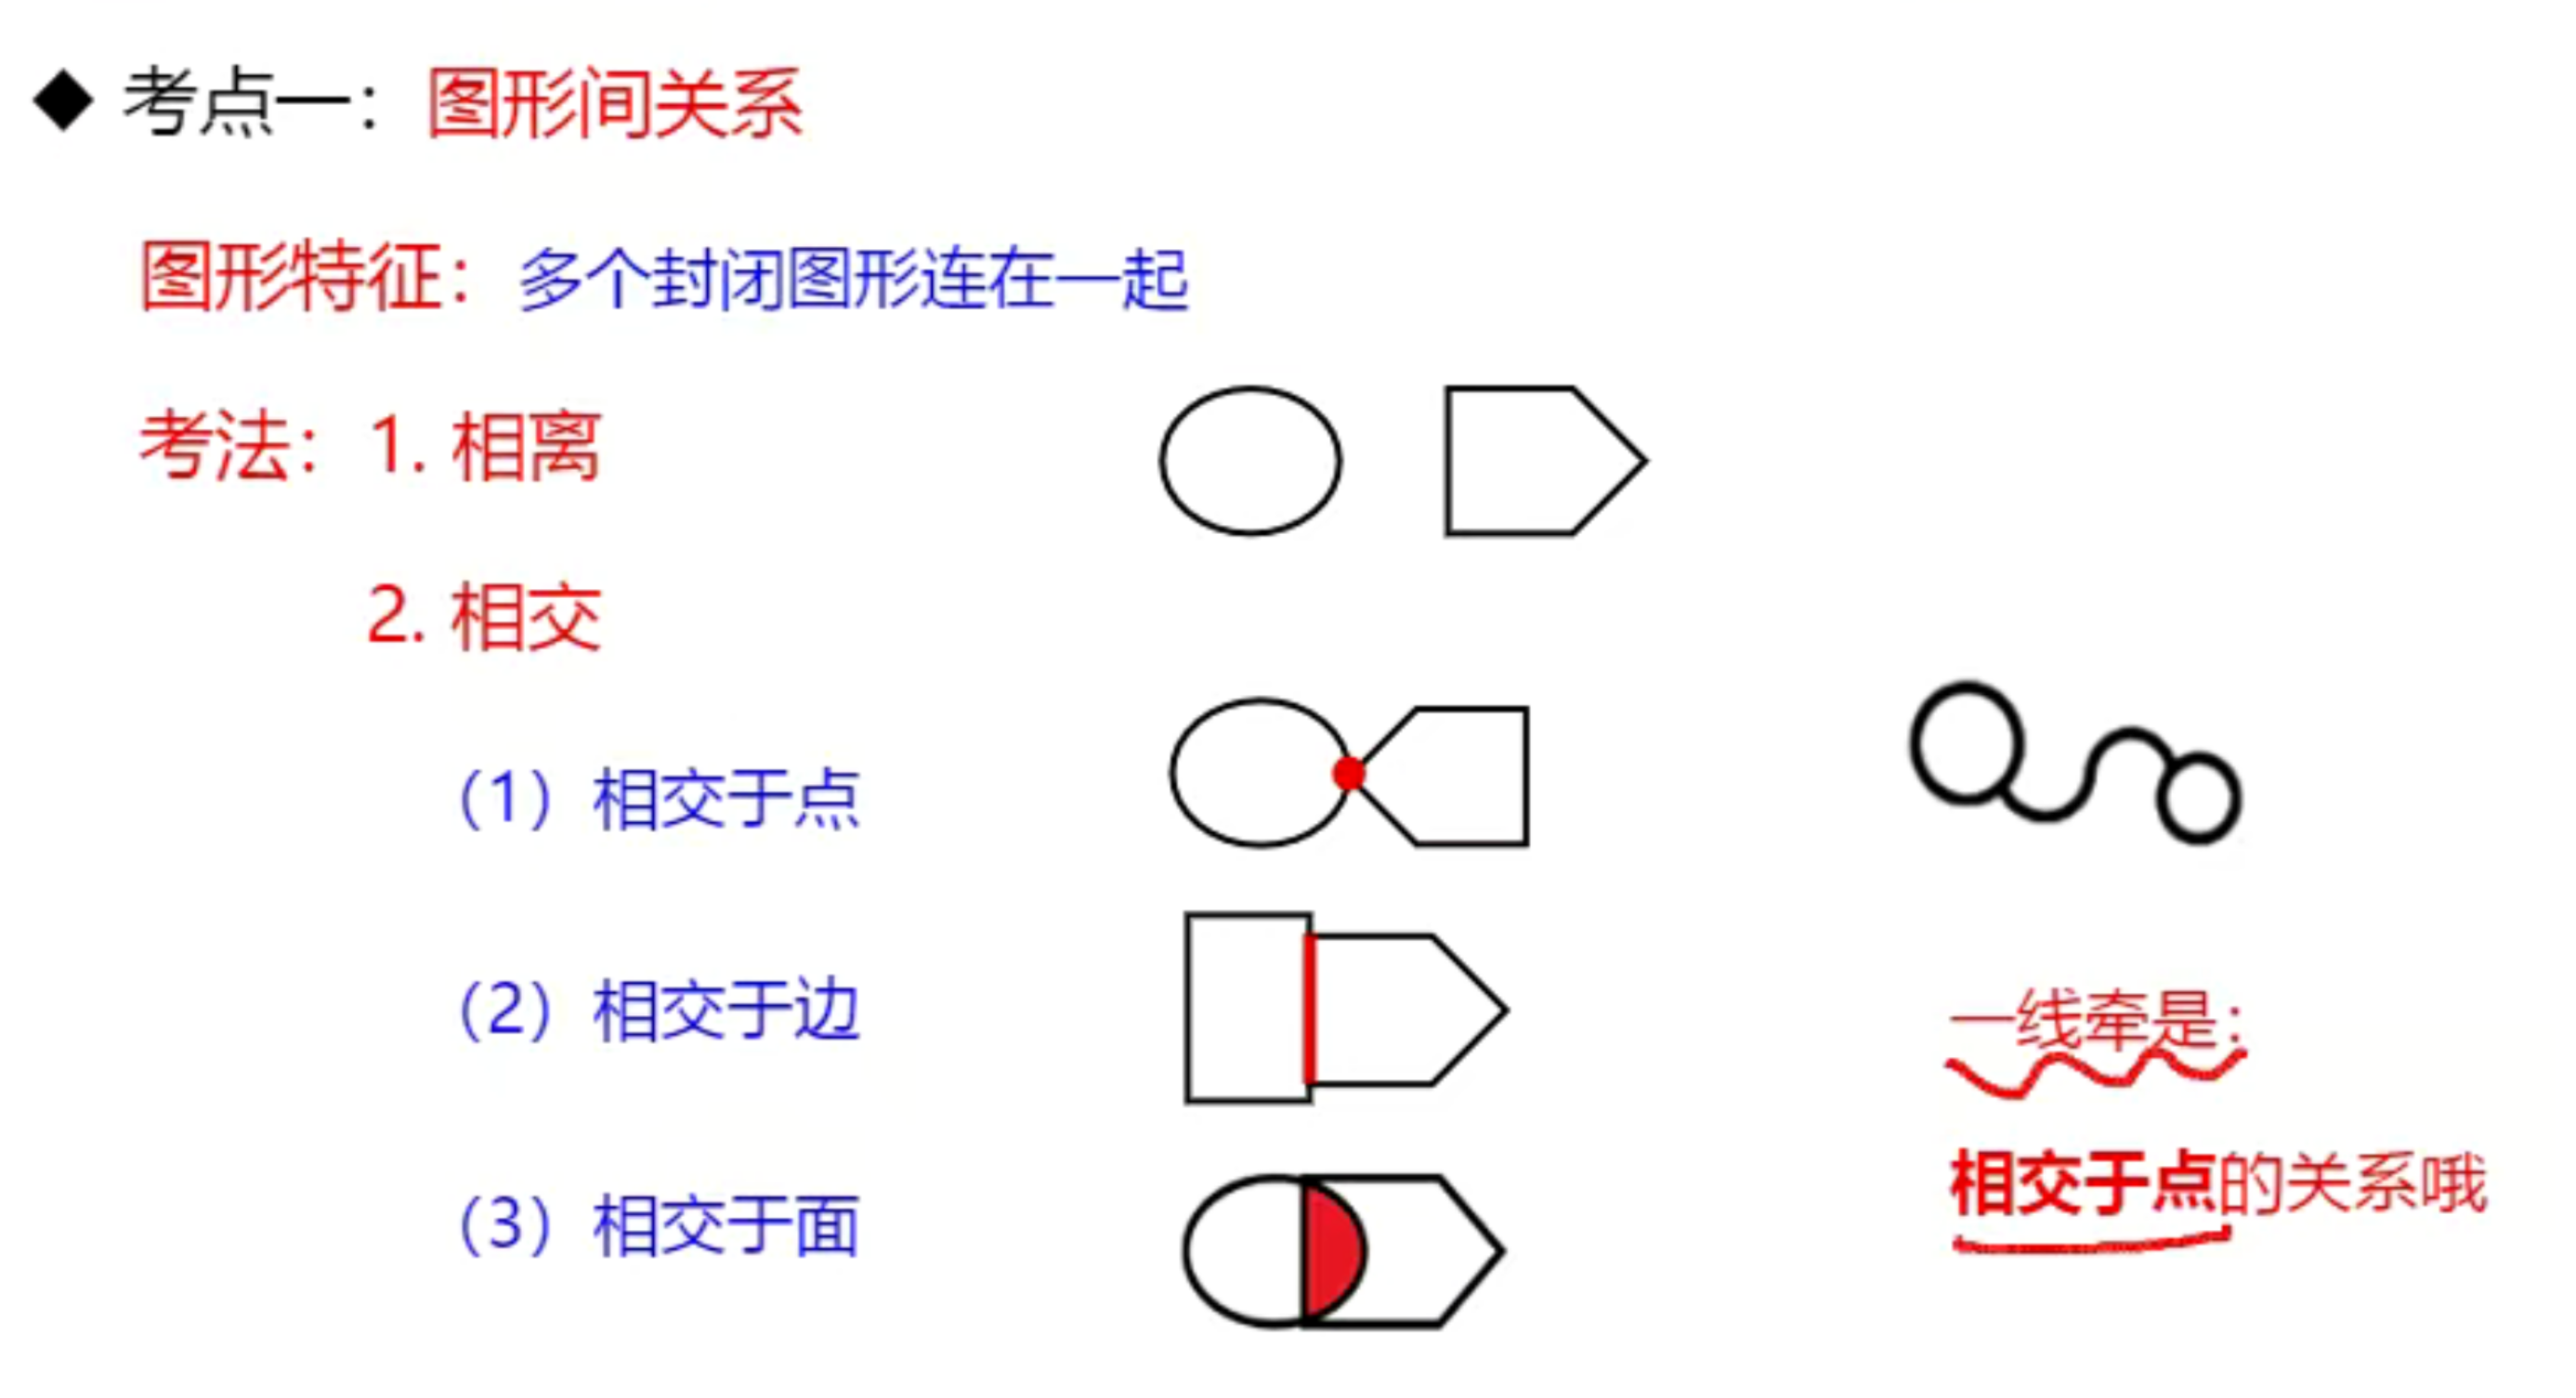 ◆ 考点一：图形间关系
图形特征：多个封闭图形连在一起
考法：1. 相离
2. 相交
（1）相交于点
（2）相交于边
（3）相交于面
一线牵是：
相交于点的关系哦